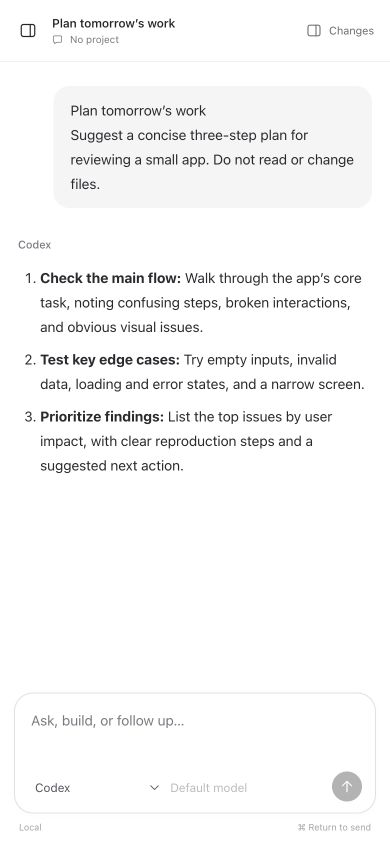 Plan tomorrow's work
No project
Changes
Plan tomorrow's work
Suggest a concise three-step plan for
reviewing a small app. Do not read or change
files.
Codex
1. Check the main flow: Walk through the app's core
task, noting confusing steps, broken interactions,
and obvious visual issues.
2. Test key edge cases: Try empty inputs, invalid
data, loading and error states, and a narrow screen.
3. Prioritize findings: List the top issues by user
impact, with clear reproduction steps and a
suggested next action.
Ask, build, or follow up...
Codex
Default model
Local
⌘ Return to send